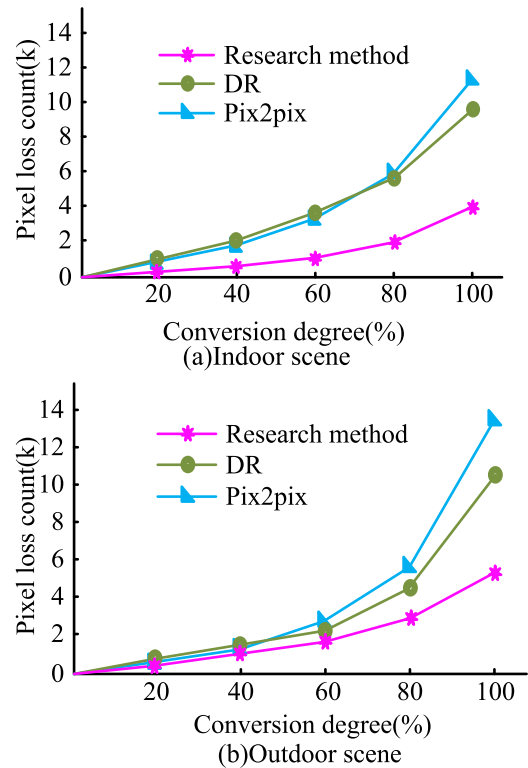 14
12
10
8
6
4
2
0
Pixel loss count(k)
Research method
DR
Pix2pix
20 40 60 80 100
Conversion degree(%)
(a)Indoor scene
14
12
10
8
6
4
2
0
Pixel loss count(k)
Research method
DR
Pix2pix
20 40 60 80 100
Conversion degree(%)
(b)Outdoor scene